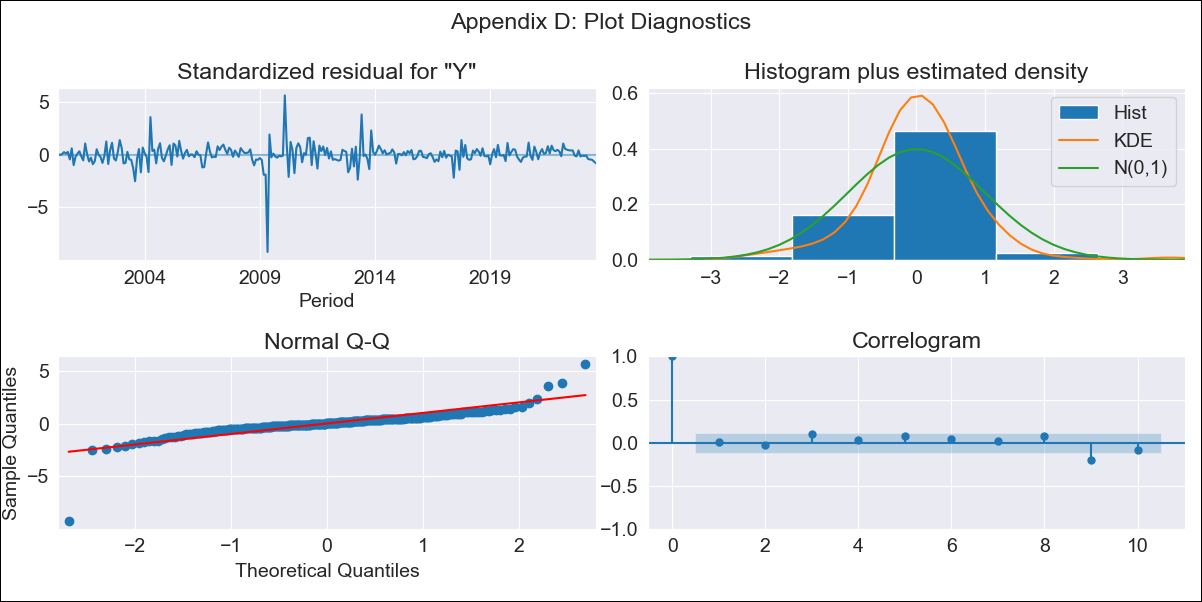 Appendix D: Plot Diagnostics
Standardized residual for "Y"
5
0
−5
2004 2009 2014 2019
Period
Histogram plus estimated density
0.6
0.4
0.2
0.0
Hist
KDE
N(0,1)
−3 −2 −1 0 1 2 3
Normal Q-Q
Sample Quantiles
5
0
−5
−2 −1 0 1 2
Theoretical Quantiles
Correlogram
1.0
0.5
0.0
−0.5
−1.0
0 2 4 6 8 10